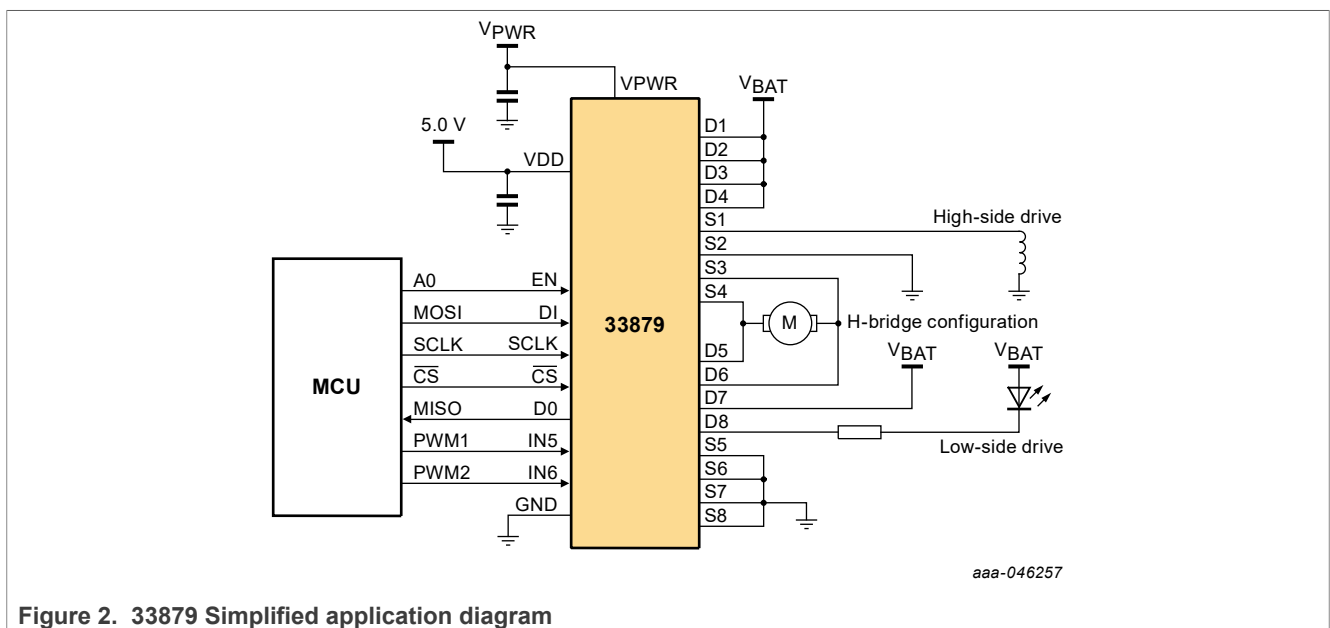 VPWR
VPWR
VBAT
5.0 V
VDD
D1
D2
D3
D4
S1
High-side drive
S2
S3
S4
A0 EN
MOSI DI
33879
M
H-bridge configuration
SCLK SCLK
D5
VBAT
VBAT
MCU
CS CS
D6
D7
MISO D0
D8
PWM1 IN5
S5
Low-side drive
PWM2 IN6
S6
S7
GND
S8
aaa-046257
Figure 2. 33879 Simplified application diagram